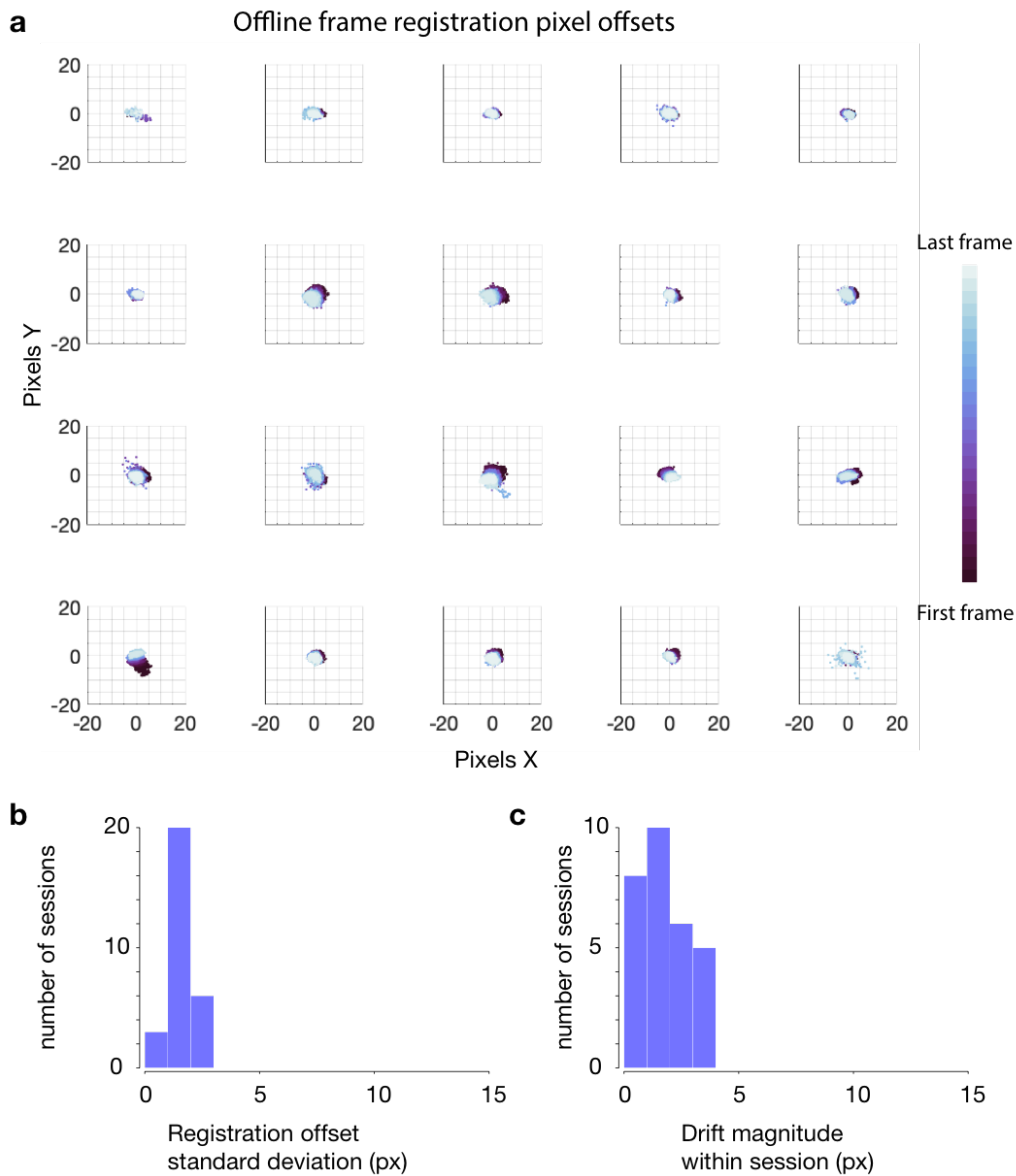 a
Offline frame registration pixel offsets
20
0
-20
20
0
-20
20
0
-20
20
0
-20
Pixels Y
-20 0 20 -20 0 20 -20 0 20 -20 0 20 -20 0 20
Pixels X
Last frame
First frame
b
20
10
0
number of sessions
0 5 10 15
Registration offset
standard deviation (px)
c
10
5
0
number of sessions
0 5 10 15
Drift magnitude
within session (px)